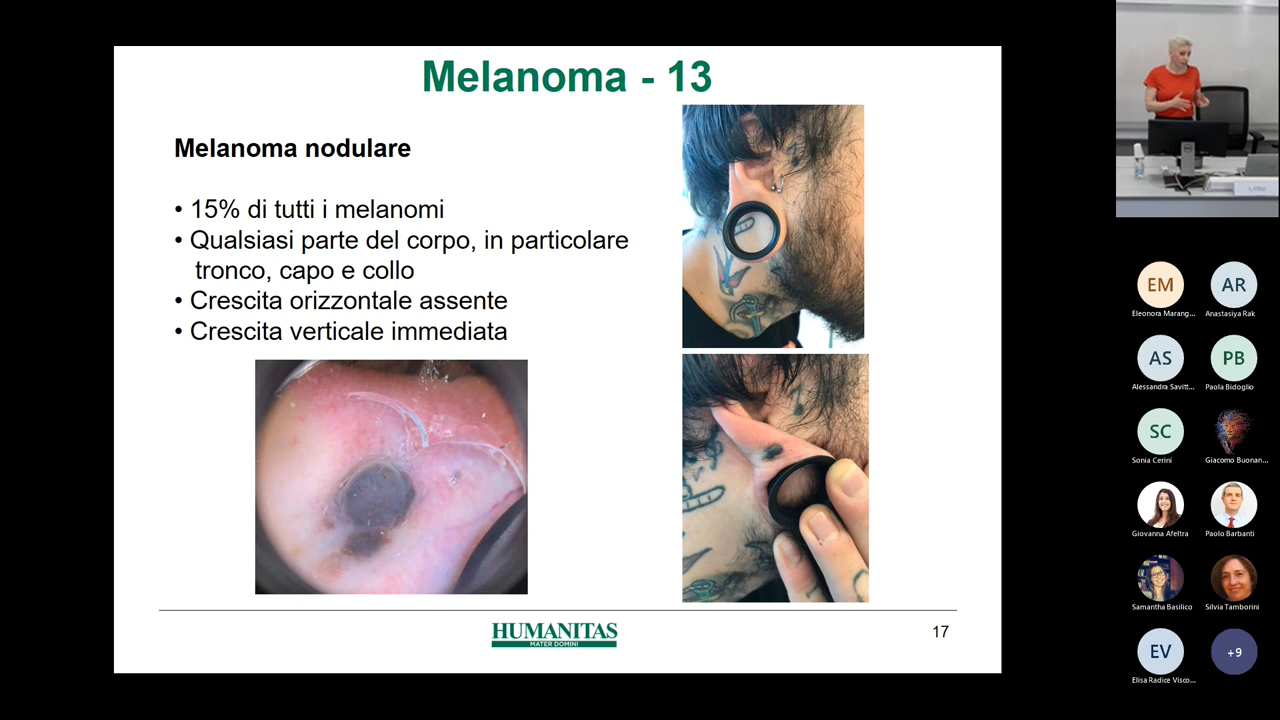 Melanoma - 13
Melanoma nodulare
• 15% di tutti i melanomi
• Qualsiasi parte del corpo, in particolare
tronco, capo e collo
• Crescita orizzontale assente
• Crescita verticale immediata
HUMANITAS
MATER DOMINI
17
EM
Eleonora Marang...
AR
Anastasiya Rak
AS
Alessandra Savitt...
PB
Paola Bidoglio
SC
Sonia Cerini
Giacomo Buonan...
Giovanna Afeltra
Paolo Barbanti
Samantha Basilico
Silvia Tamborini
EV
Elisa Radice Visco...
+9